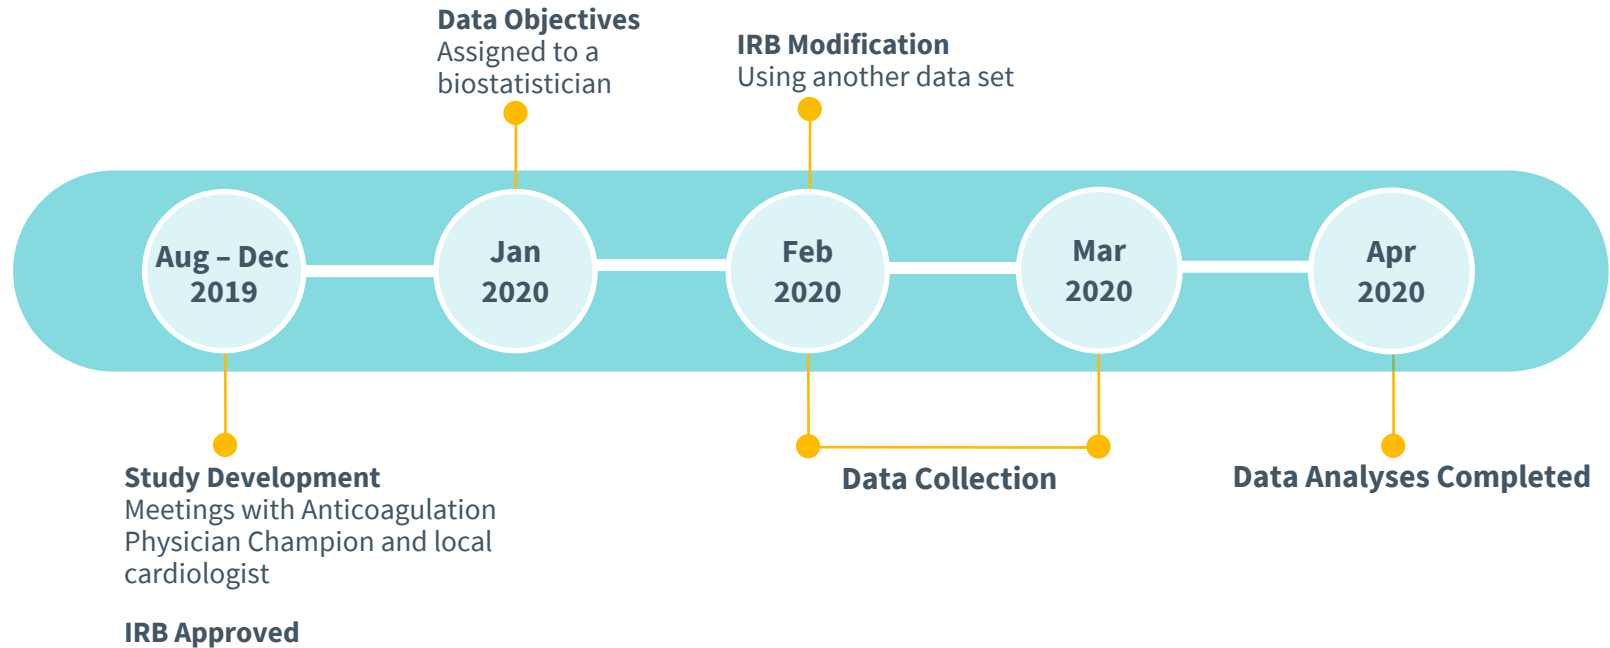 Data Objectives
Assigned to a
biostatistician
IRB Modification
Using another data set
Aug – Dec
2019
Jan
2020
Feb
2020
Mar
2020
Apr
2020
Study Development
Meetings with Anticoagulation
Physician Champion and local
cardiologist
IRB Approved
Data Collection
Data Analyses Completed